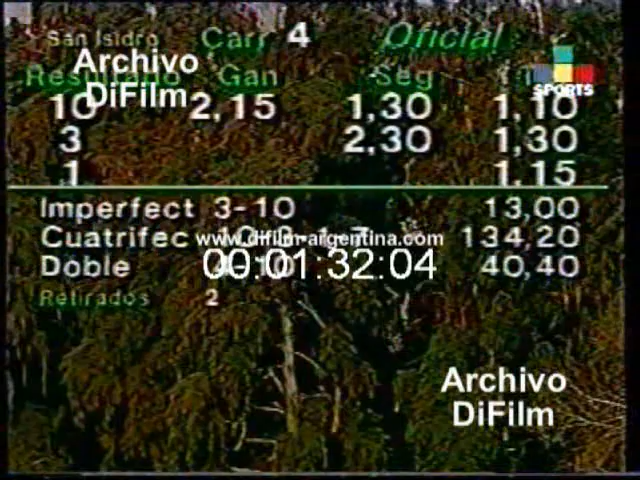 San Isidro Carr 4 Oficial
Archivo
DiFilm
Resultado Gan Seg
SPORTS
10 2,15 1,30 1,10
3 2,30 1,30
1 1,15
Imperfect 3-10 13,00
Cuatrifec 134,20
www.difilm-argentina.com
Doble 40,40
00:01:32:04
Retirados 2
Archivo
DiFilm